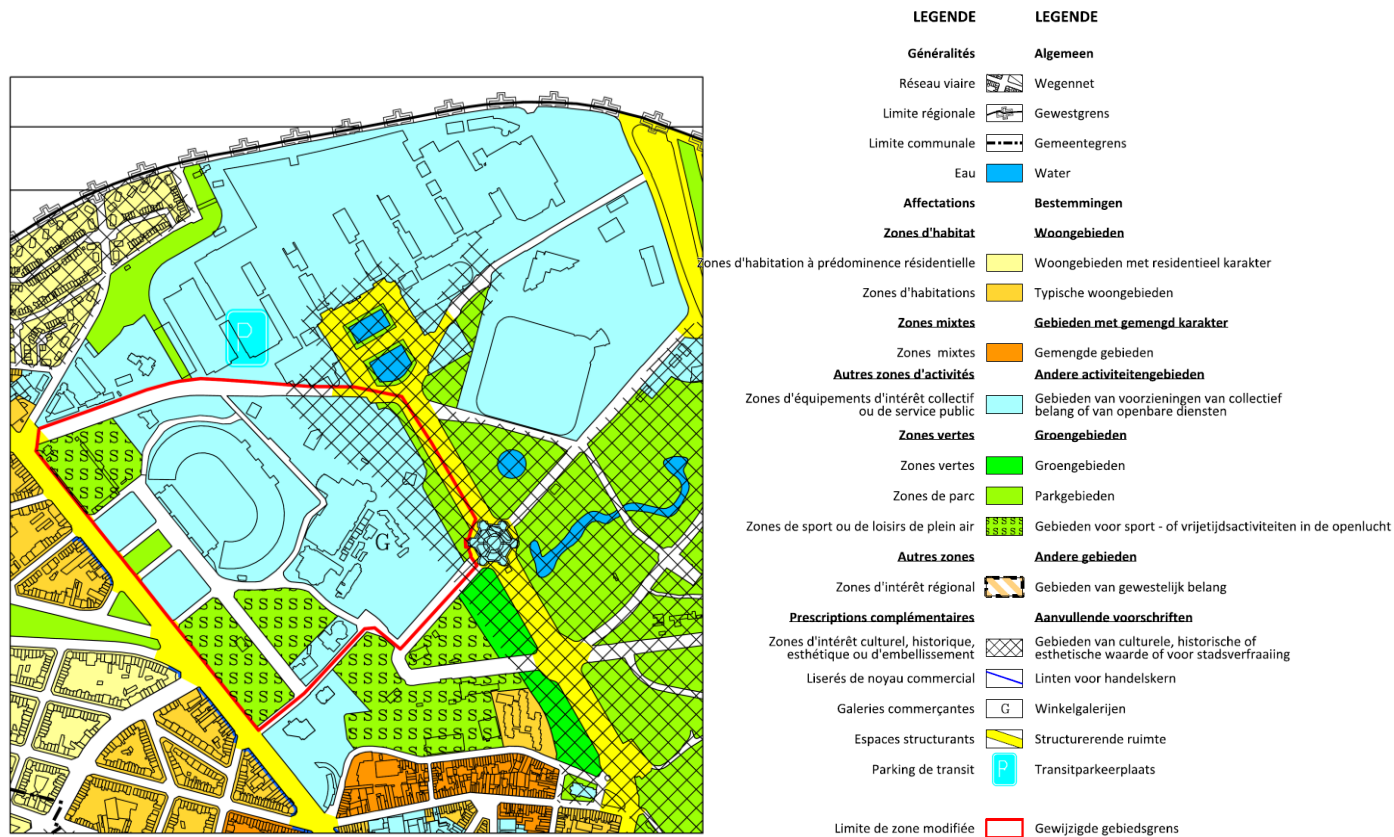 LEGENDE LEGENDE
Généralités Algemeen
Réseau viaire Wegennet
Limite régionale Gewestgrens
Limite communale Gemeentegrens
Eau Water
Affectations Bestemmingen
Zones d'habitat Woongebieden
Zones d'habitation à prédominence résidentielle Woongebieden met residentieel karakter
Zones d'habitations Typische woongebieden
Zones mixtes Gebieden met gemengd karakter
Zones mixtes Gemengde gebieden
Autres zones d'activités Andere activiteitengebieden
Zones d'équipements d'intérêt collectif Gebieden van voorzieningen van collectief
ou de service public belang of van openbare diensten
Zones vertes Groengebieden
Zones vertes Groengebieden
Zones de parc Parkgebieden
Zones de sport ou de loisirs de plein air Gebieden voor sport - of vrijetijdsactiviteiten in de openlucht
Autres zones Andere gebieden
Zones d'intérêt régional Gebieden van gewestelijk belang
Prescriptions complémentaires Aanvullende voorschriften
Zones d'intérêt culturel, historique, Gebieden van culturele, historische of
esthétique ou d'embellissement esthetische waarde of voor stadsverfraaiing
Liserés de noyau commercial Linten voor handelskern
Galeries commerçantes G Winkelgalerijen
Espaces structurants Structurerende ruimte
Parking de transit P Transitparkeerplaats
Limite de zone modifiée Gewijzigde gebiedsgrens
P
G